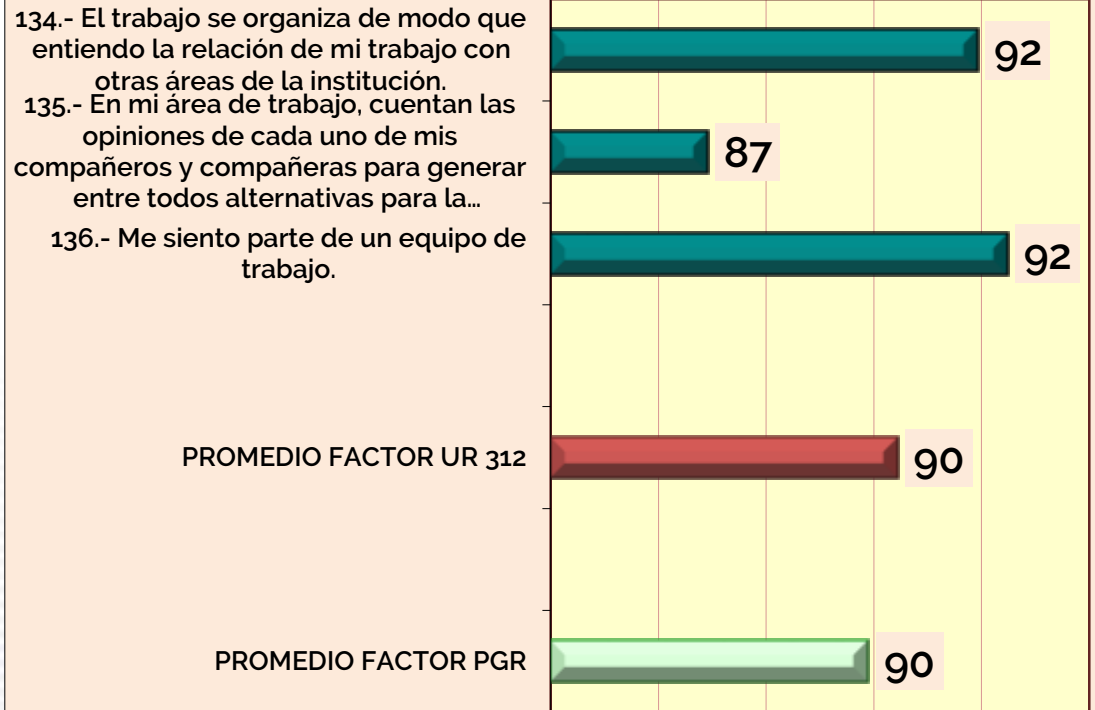 134.- El trabajo se organiza de modo que
entiendo la relación de mi trabajo con
otras áreas de la institución.
92
135.- En mi área de trabajo, cuentan las
opiniones de cada uno de mis
compañeros y compañeras para generar
entre todos alternativas para la...
87
136.- Me siento parte de un equipo de
trabajo.
92
PROMEDIO FACTOR UR 312
90
PROMEDIO FACTOR PGR
90